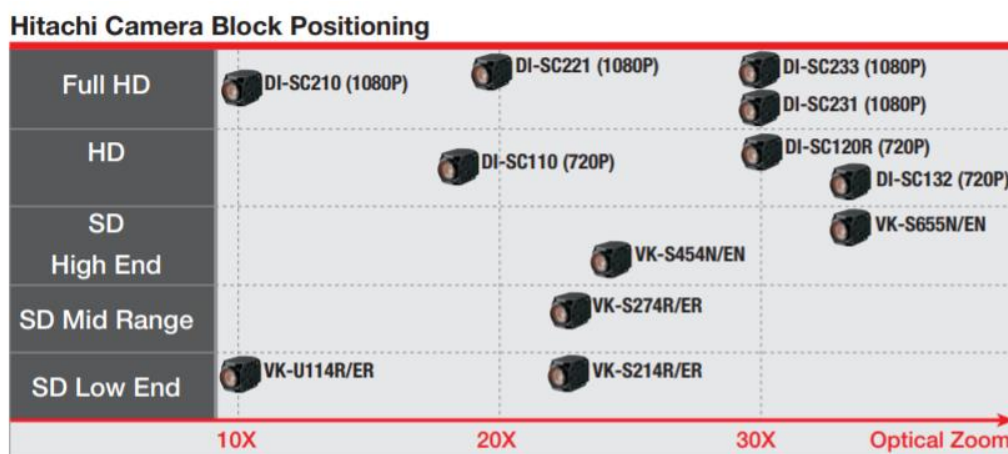 Hitachi Camera Block Positioning
Full HD
DI-SC210 (1080P)
DI-SC221 (1080P)
DI-SC233 (1080P)
DI-SC231 (1080P)
HD
DI-SC110 (720P)
DI-SC120R (720P)
DI-SC132 (720P)
SD
High End
VK-S655N/EN
VK-S454N/EN
SD Mid Range
VK-S274R/ER
SD Low End
VK-U114R/ER
VK-S214R/ER
10X
20X
30X
Optical Zoom